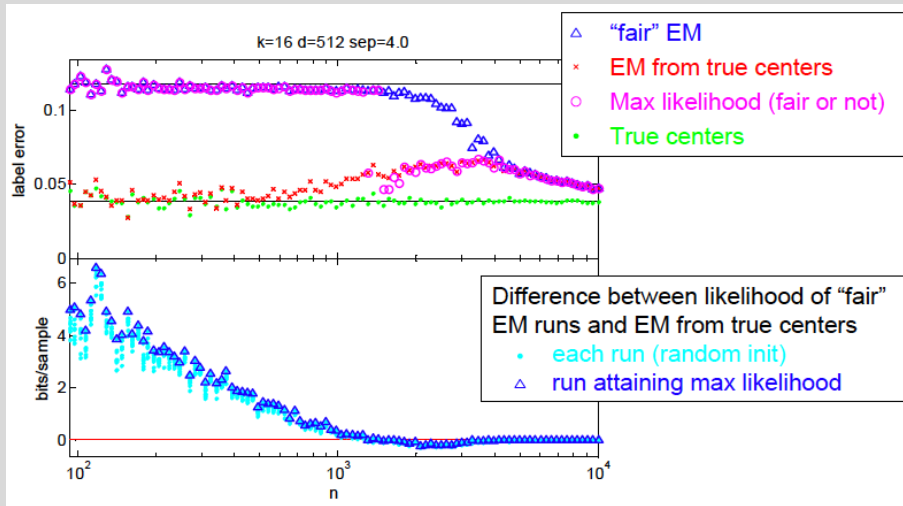 k=16 d=512 sep=4.0
"fair" EM
EM from true centers
Max likelihood (fair or not)
True centers
label error
0.1
0.05
0
bits/sample
6
4
2
0
Difference between likelihood of "fair"
EM runs and EM from true centers
each run (random init)
run attaining max likelihood
10^2
10^3
10^4
n